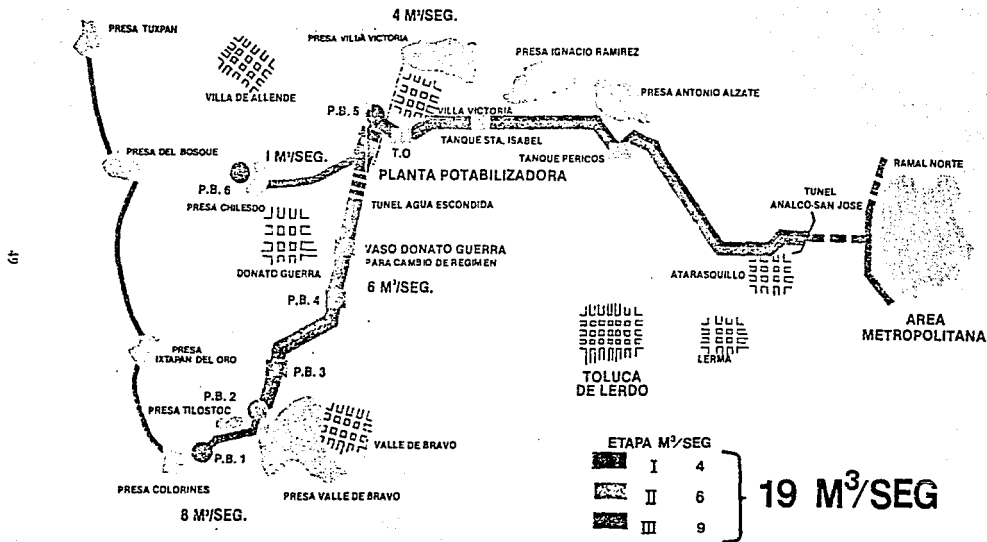 4 M³/SEG.
PRESA TUXPAN
PRESA VILLA VICTORIA
PRESA IGNACIO RAMIREZ
VILLA DE ALLENDE
PRESA ANTONIO ALZATE
P.B. 5
VILLA VICTORIA
T.O
TANQUE STA. ISABEL
TANQUE PERICOS
PRESA DEL BOSQUE
1 M³/SEG.
RAMAL NORTE
P.B. 6
PLANTA POTABILIZADORA
TUNEL
ANALCO-SAN JOSE
PRESA CHILESDO
TUNEL AGUA ESCONDIDA
49
VASO DONATO GUERRA
PARA CAMBIO DE REGIMEN
DONATO GUERRA
6 M³/SEG.
ATARASQUILLO
P.B. 4
AREA
METROPOLITANA
PRESA
IXTAPAN DEL ORO
LERMA
P.B. 3
TOLUCA
DE LERDO
P.B. 2
PRESA TILOSTOC
VALLE DE BRAVO
P.B. 1
PRESA COLORINES
PRESA VALLE DE BRAVO
8 M³/SEG.
ETAPA M³/SEG
I 4
II 6
III 9
19 M³/SEG